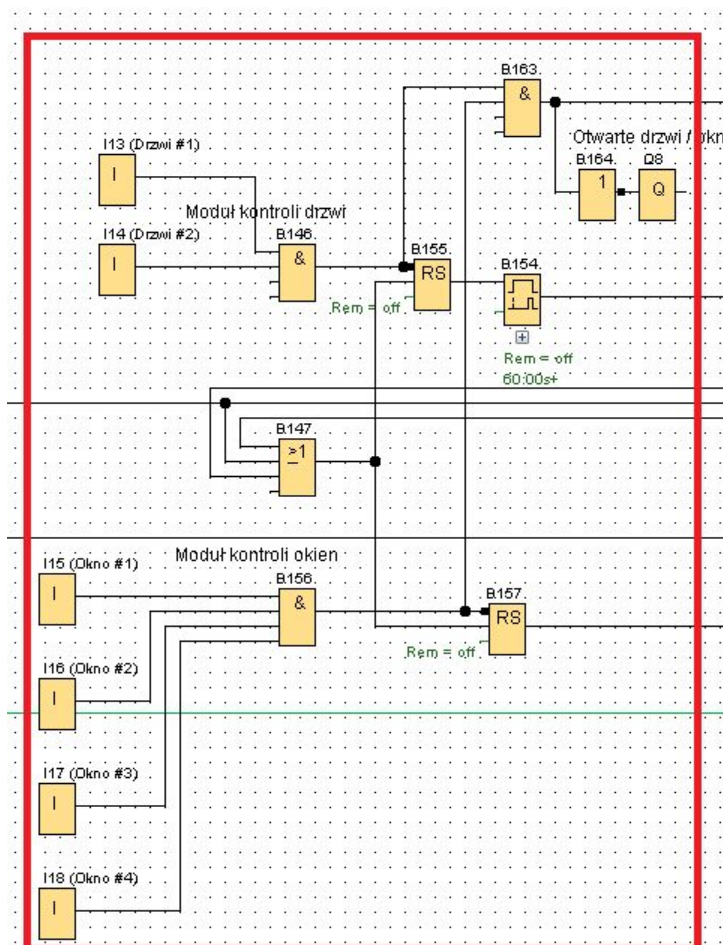 B163
&
I13 (Drzwi #1)
I
Otwarte drzwi / okn
B164
1
Q8
Q
Moduł kontroli drzwi
I14 (Drzwi #2)
I
B146
&
B155
RS
Rem = off
B154
Rem = off
60:00s+
B147
>1
Moduł kontroli okien
I15 (Okno #1)
I
B156
&
B157
RS
Rem = off
I16 (Okno #2)
I
I17 (Okno #3)
I
I18 (Okno #4)
I